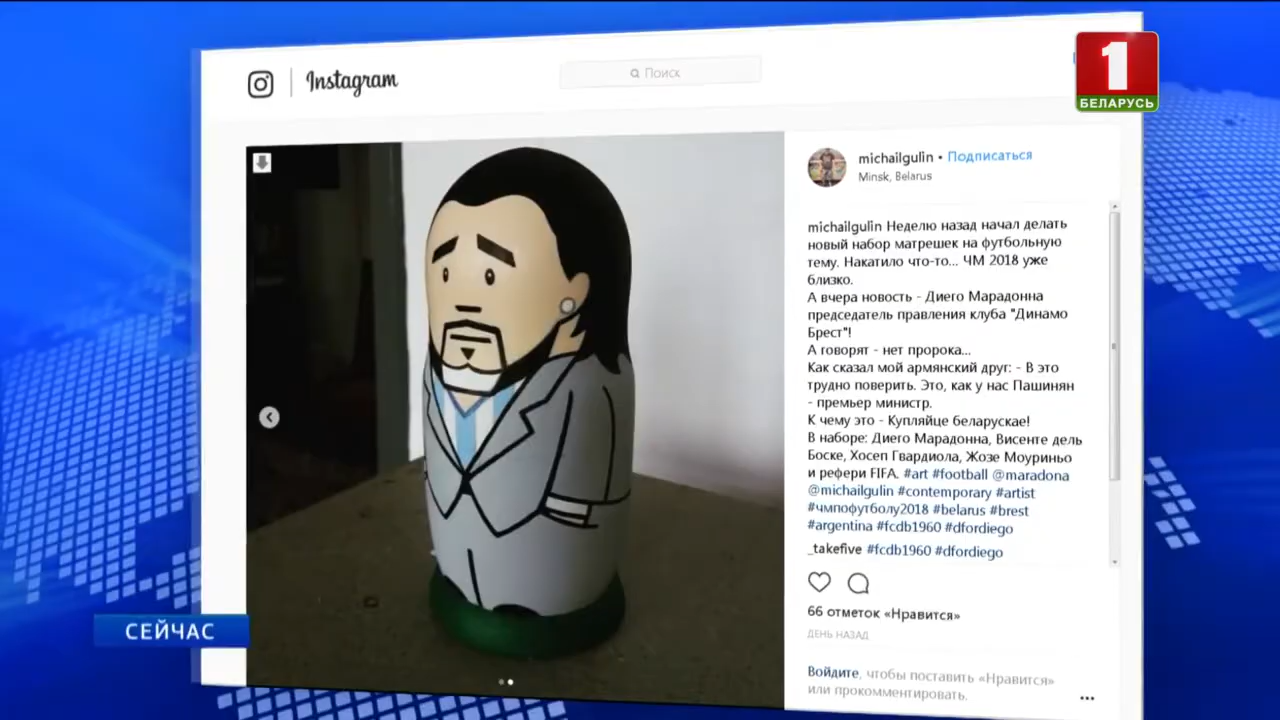 Instagram
Поиск
1
БЕЛАРУСЬ
michailgulin • Подписаться
Minsk, Belarus
michailgulin Неделю назад начал делать
новый набор матрешек на футбольную
тему. Накатило что-то... ЧМ 2018 уже
близко.
А вчера новость - Диего Марадонна
председатель правления клуба "Динамо
Брест"!
А говорят - нет пророка...
Как сказал мой армянский друг: - В это
трудно поверить. Это, как у нас Пашинян
- премьер министр.
К чему это - Купляйце беларускае!
В наборе: Диего Марадонна, Висенте дель
Боске, Хосеп Гвардиола, Жозе Моуриньо
и рефери FIFA. #art #football @maradona
@michailgulin #contemporary #artist
#чмпофутболу2018 #belarus #brest
#argentina #fcdb1960 #dfordiego
_takefive #fcdb1960 #dfordiego
66 отметок «Нравится»
ДЕНЬ НАЗАД
Войдите, чтобы поставить «Нравится»
или прокомментировать.
СЕЙЧАС